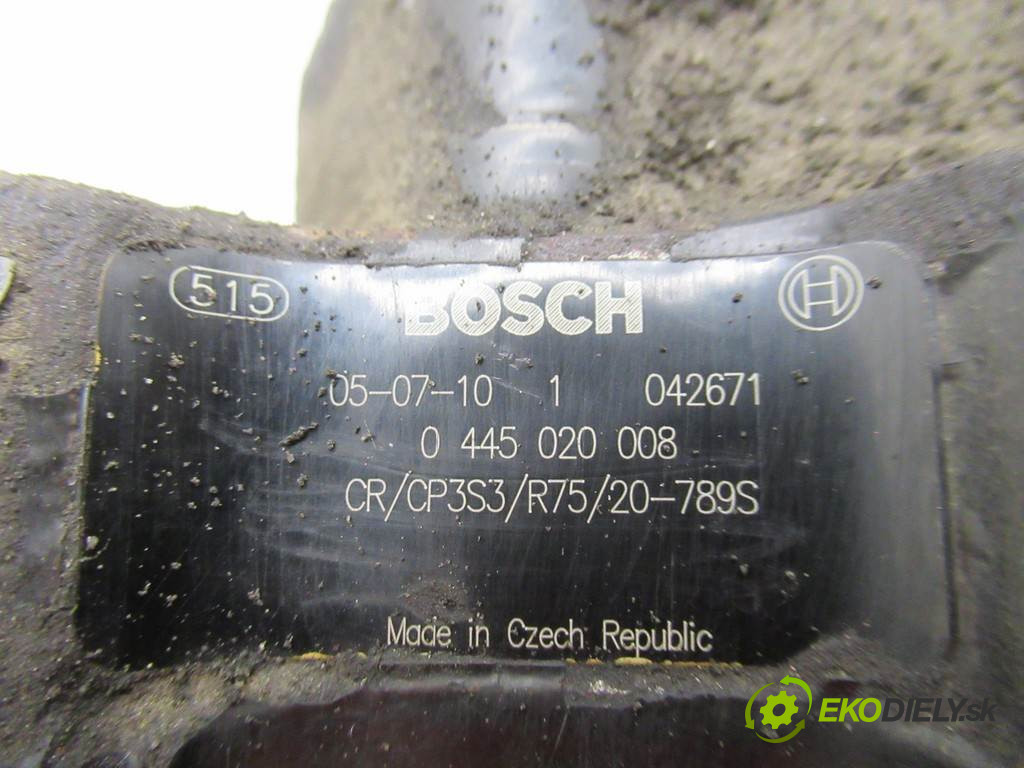 515 BOSCH
05-07-10 1 042671
0 445 020 008
CR/CP3S3/R75/20-789S
Made in Czech Republic
EKODIELY.sk